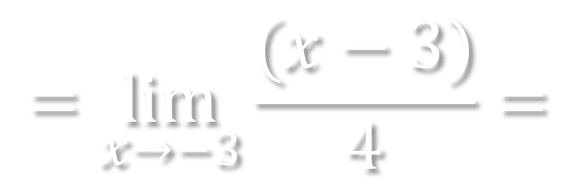 = lim x→−3 (x − 3)/4 =